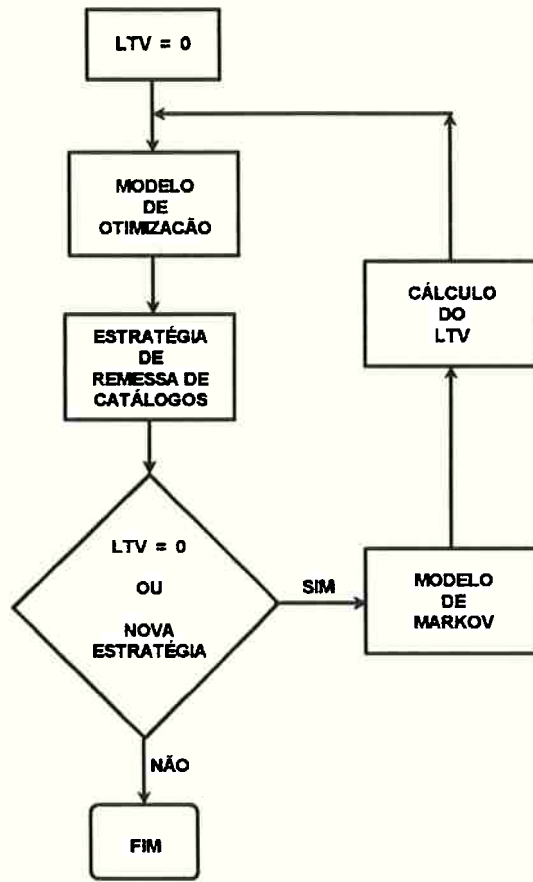 LTV = 0
MODELO
DE
OTIMIZACÃO
ESTRATÉGIA
DE
REMESSA DE
CATÁLOGOS
LTV = 0
OU
NOVA
ESTRATÉGIA
SIM
NÃO
FIM
MODELO
DE
MARKOV
CÁLCULO
DO
LTV